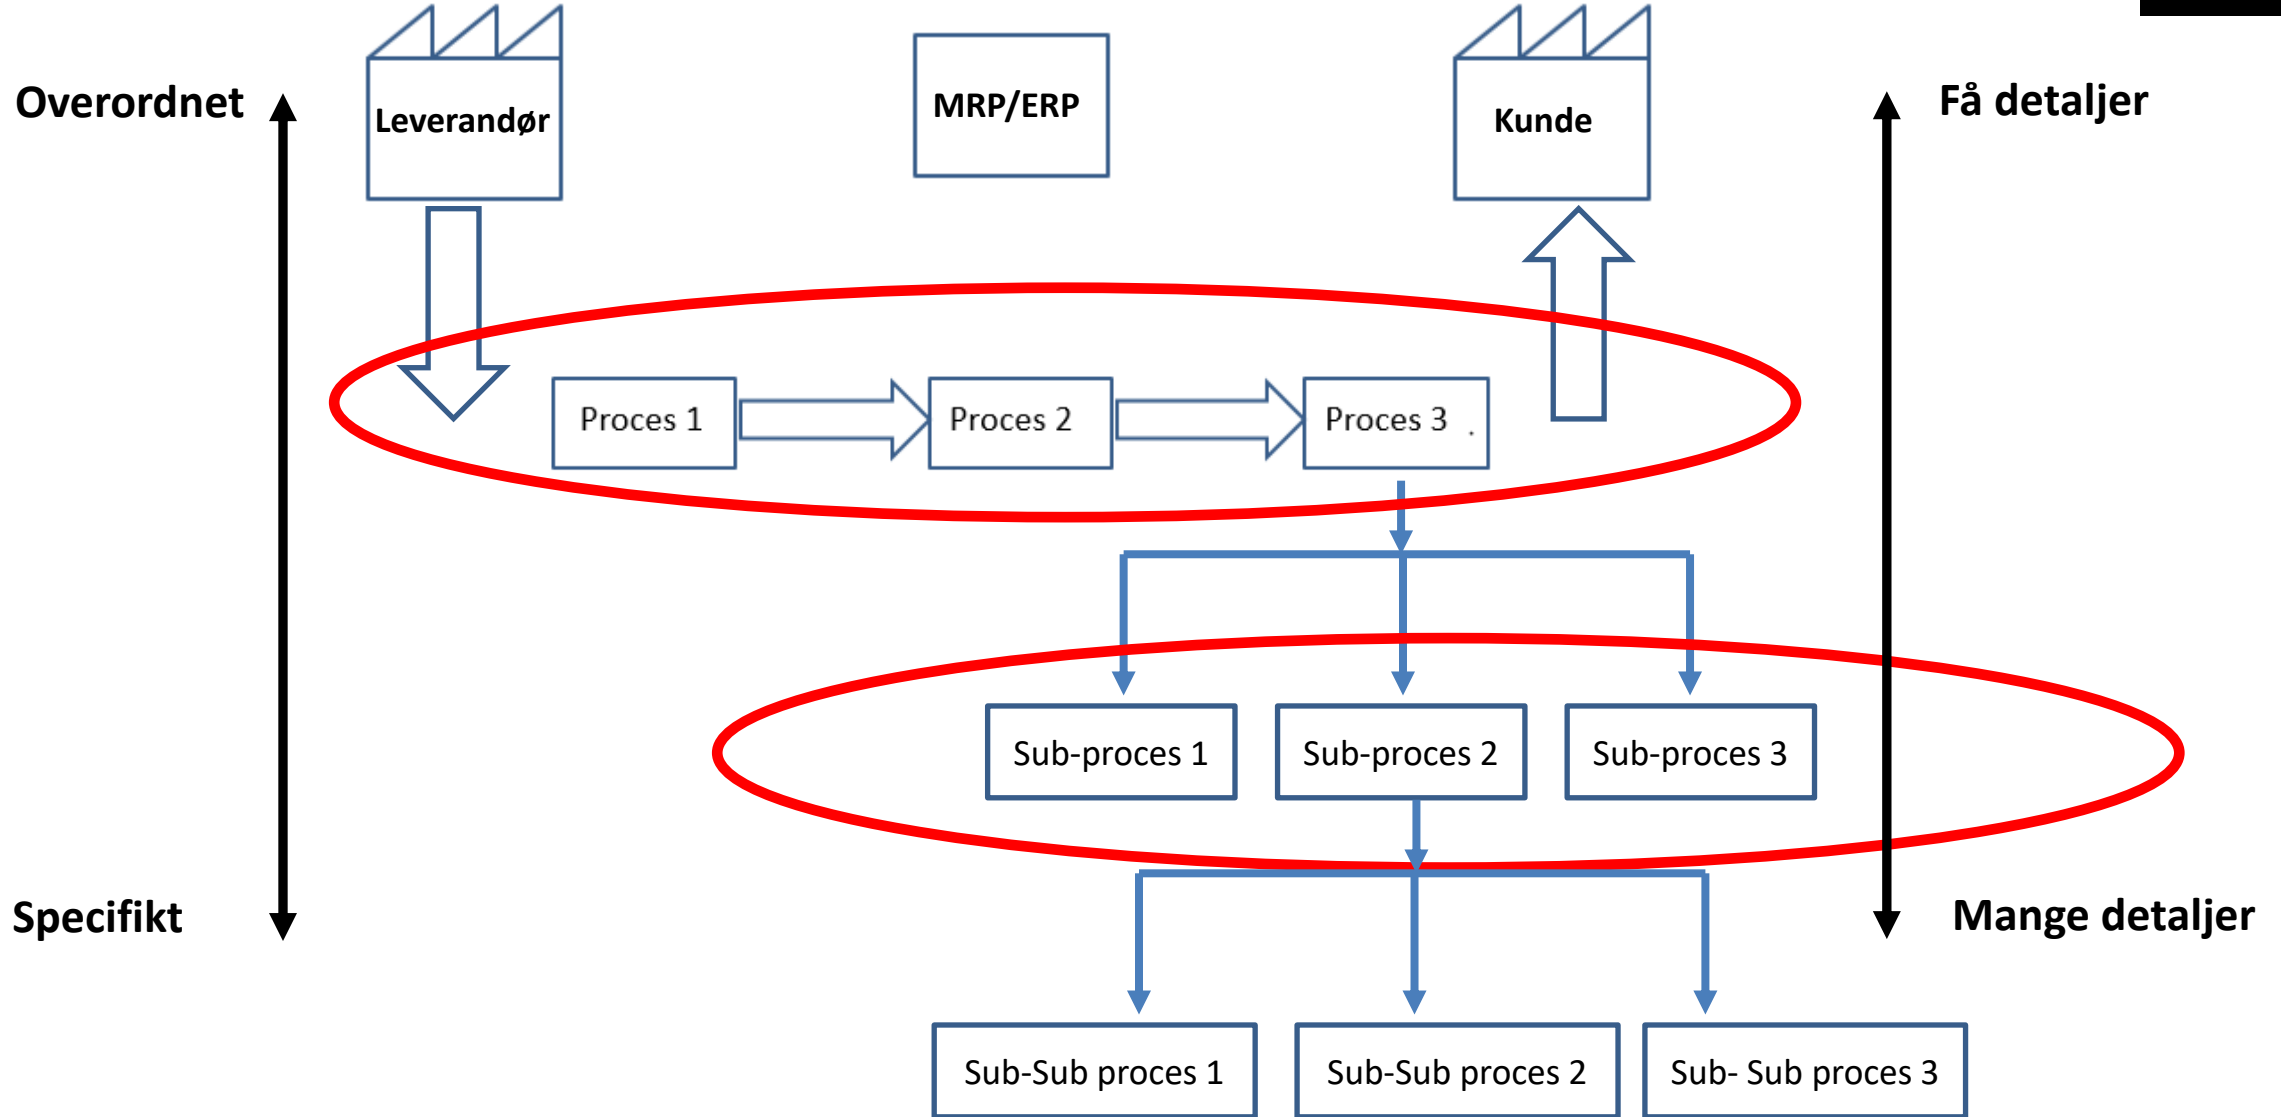 Overordnet
Leverandør
MRP/ERP
Kunde
Få detaljer
Proces 1
Proces 2
Proces 3 .
Sub-proces 1
Sub-proces 2
Sub-proces 3
Specifikt
Mange detaljer
Sub-Sub proces 1
Sub-Sub proces 2
Sub- Sub proces 3